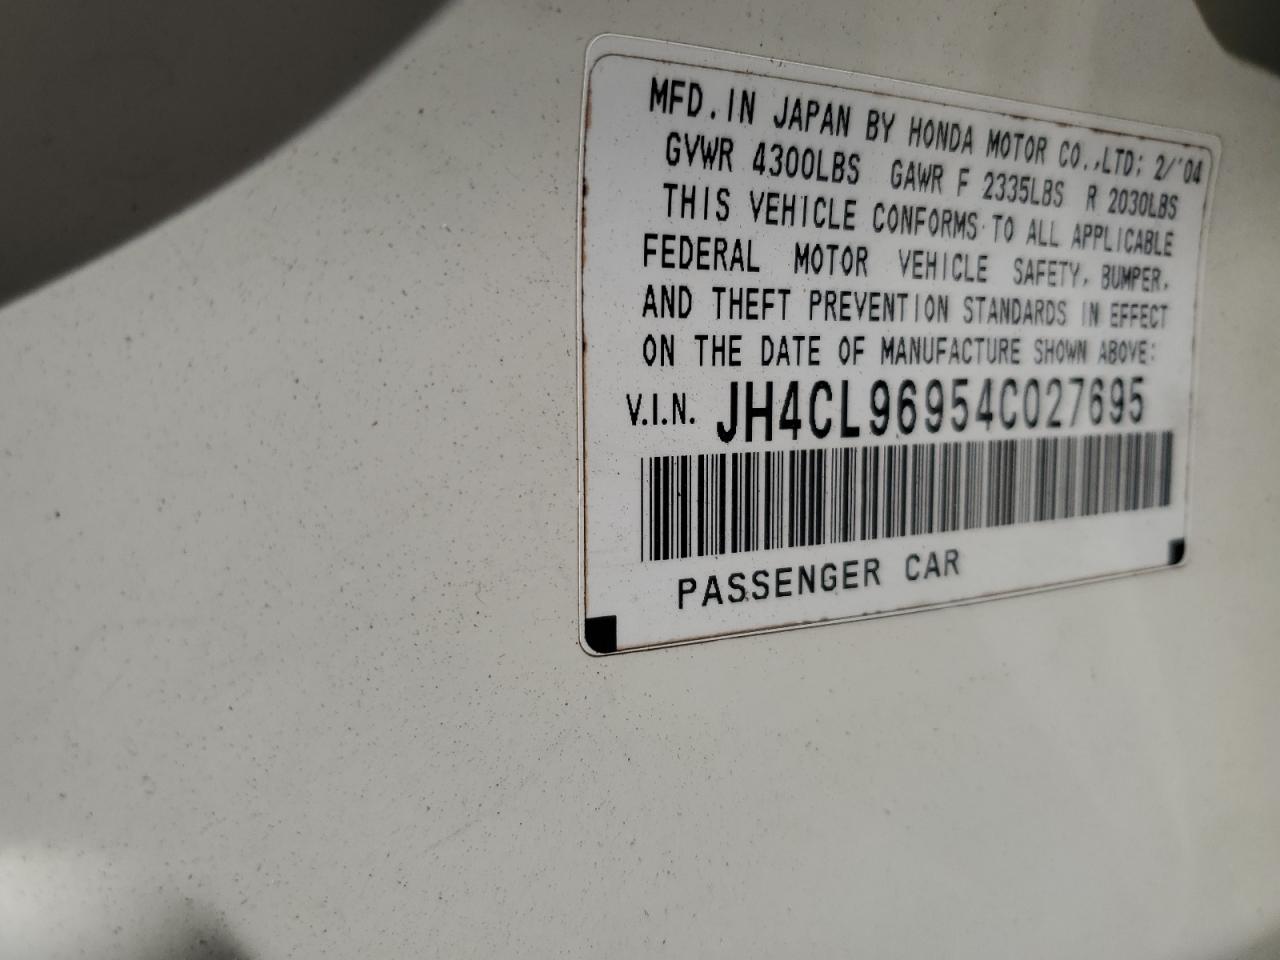 MFD. IN JAPAN BY HONDA MOTOR CO.,LTD; 2/'04
GVWR 4300LBS GAWR F 2335LBS R 2030LBS
THIS VEHICLE CONFORMS TO ALL APPLICABLE
FEDERAL MOTOR VEHICLE SAFETY, BUMPER,
AND THEFT PREVENTION STANDARDS IN EFFECT
ON THE DATE OF MANUFACTURE SHOWN ABOVE:
V.I.N. JH4CL96954C027695
PASSENGER CAR